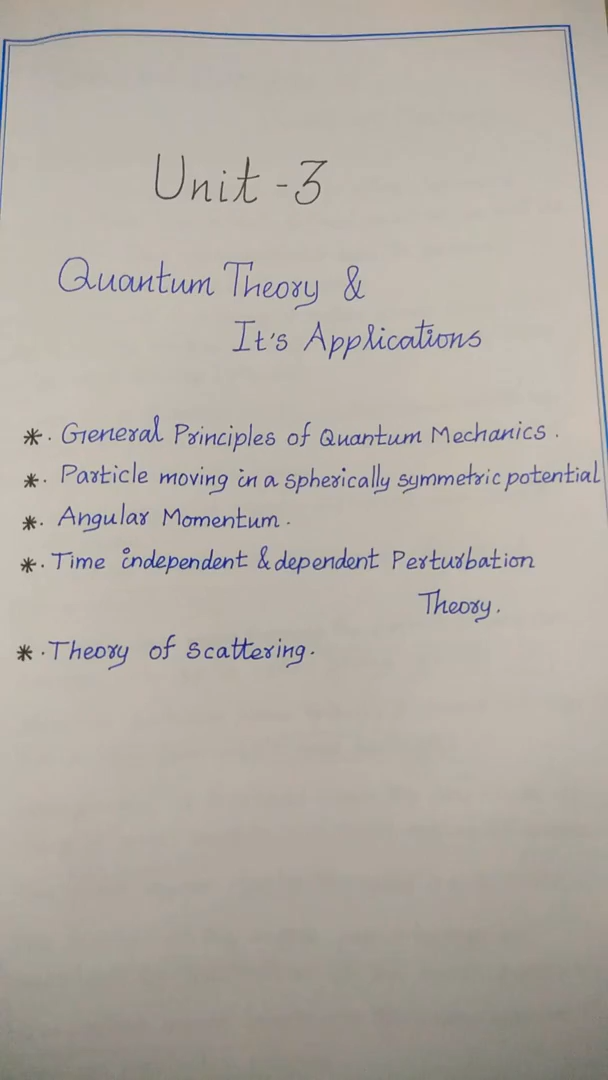 Unit - 3
Quantum Theory &
It's Applications
*. General Principles of Quantum Mechanics.
*. Particle moving in a spherically symmetric potential
*. Angular Momentum.
*. Time independent & dependent Perturbation
Theory.
*. Theory of scattering.